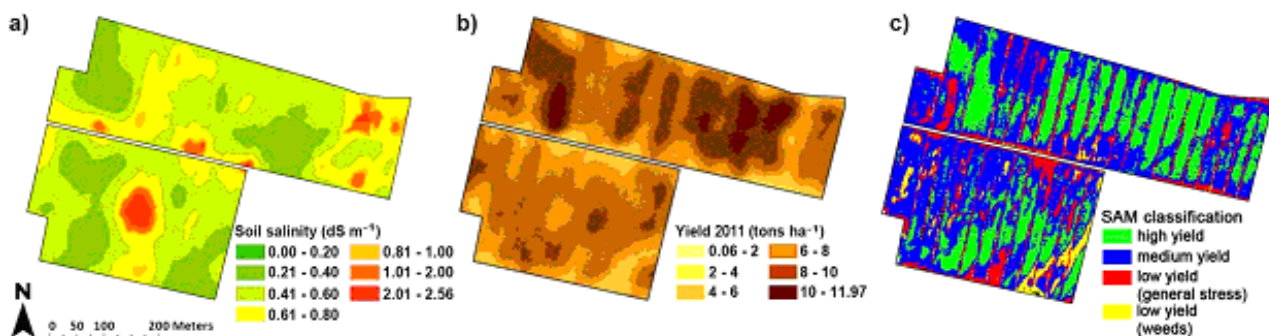 a)
b)
c)
Soil salinity (dS m⁻¹)
0.00 - 0.20
0.21 - 0.40
0.41 - 0.60
0.61 - 0.80
0.81 - 1.00
1.01 - 2.00
2.01 - 2.56
N
0 50 100 200 Meters
Yield 2011 (tons ha⁻¹)
0.06 - 2
2 - 4
4 - 6
6 - 8
8 - 10
10 - 11.97
SAM classification
high yield
medium yield
low yield
(general stress)
low yield
(weeds)